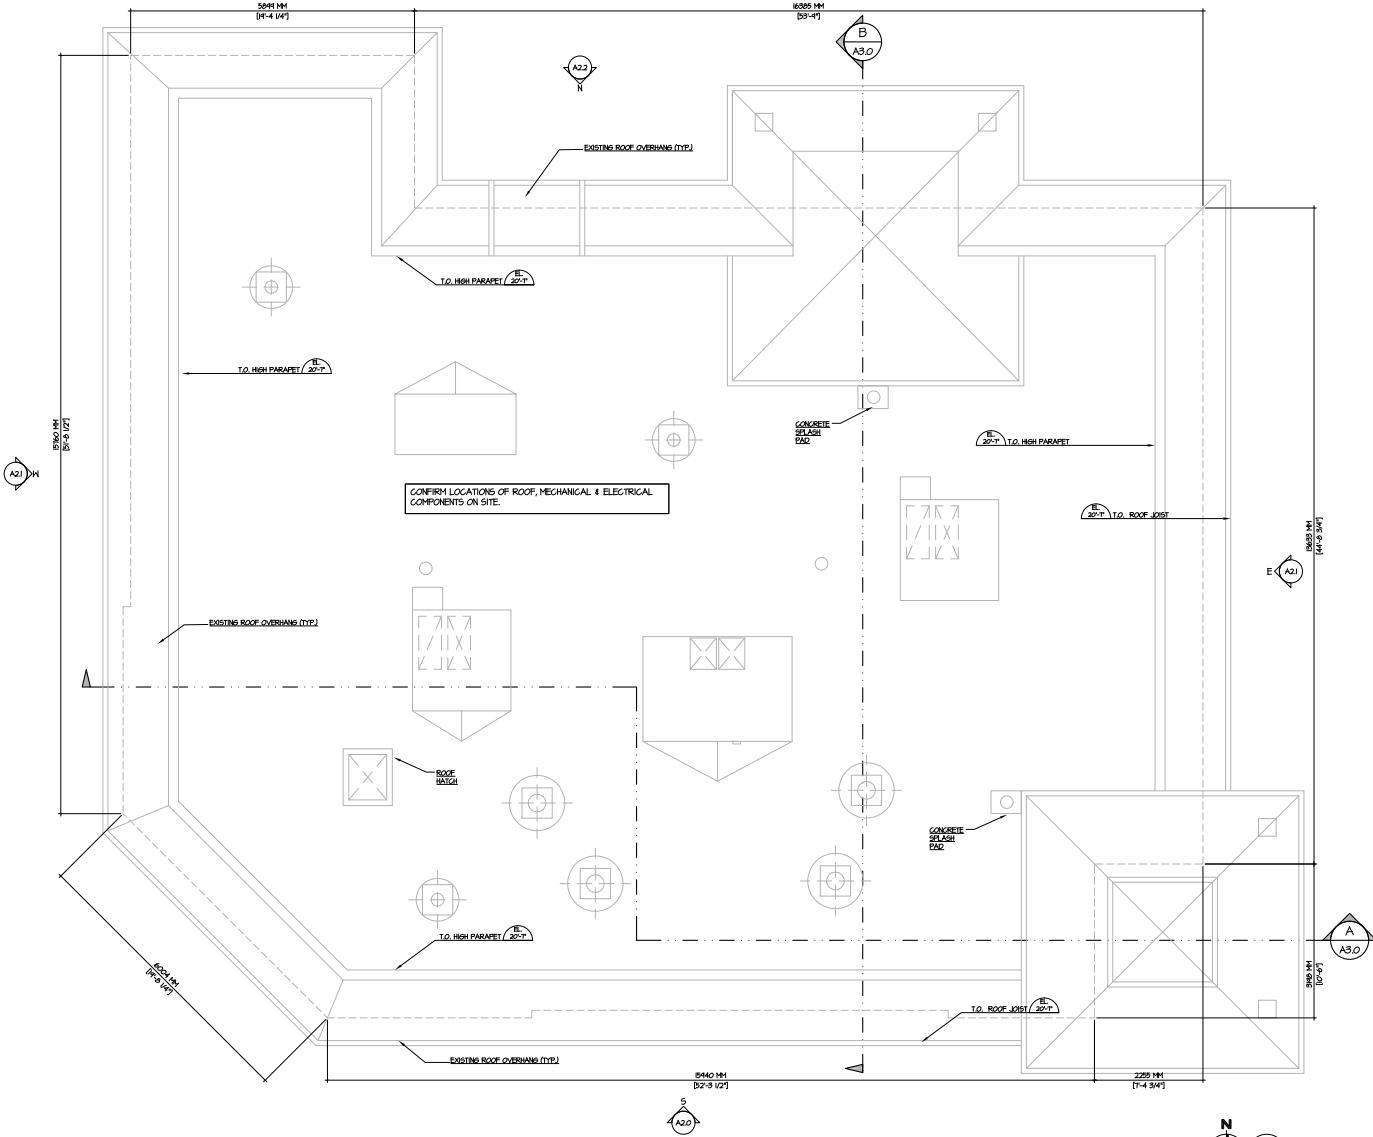 5899 MM
[19'-4 1/4"]
16385 MM
[53'-9"]
B
A3.0
A2.2
N
EXISTING ROOF OVERHANG (TYP.)
T.O. HIGH PARAPET
EL.
20'-7"
T.O. HIGH PARAPET
EL.
20'-7"
15760 MM
[51'-8 1/2"]
CONCRETE
SPLASH
PAD
EL.
20'-7"
T.O. HIGH PARAPET
A2.1
W
CONFIRM LOCATIONS OF ROOF, MECHANICAL & ELECTRICAL
COMPONENTS ON SITE.
EL.
20'-7"
T.O. ROOF JOIST
13633 MM
[44'-8 3/4"]
E
A2.1
EXISTING ROOF OVERHANG (TYP.)
ROOF
HATCH
CONCRETE
SPLASH
PAD
A
A3.0
T.O. HIGH PARAPET
EL.
20'-7"
6004 MM
[19'-8 1/4"]
3198 MM
[10'-6"]
T.O. ROOF JOIST
EL.
20'-7"
EXISTING ROOF OVERHANG (TYP.)
15940 MM
[52'-3 1/2"]
2255 MM
[7'-4 3/4"]
S
A2.0
N